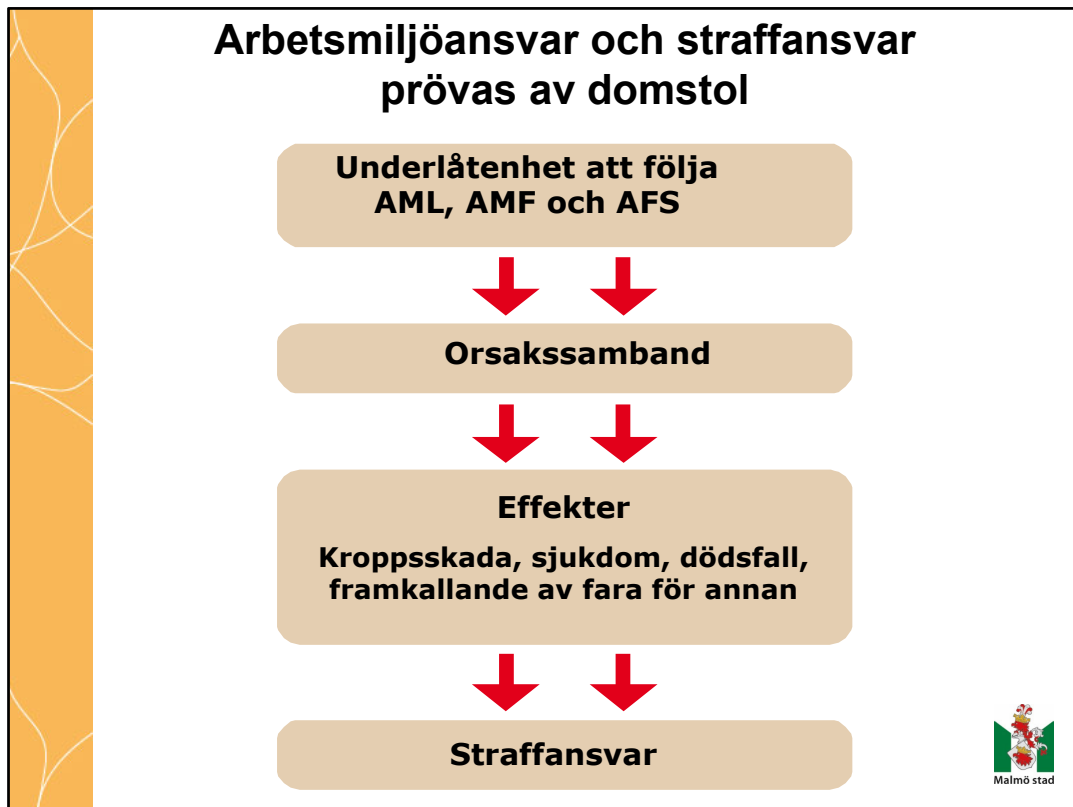 Arbetsmiljöansvar och straffansvar
prövas av domstol
Underlåtenhet att följa
AML, AMF och AFS
Orsakssamband
Effekter
Kroppsskada, sjukdom, dödsfall,
framkallande av fara för annan
Straffansvar
Malmö stad